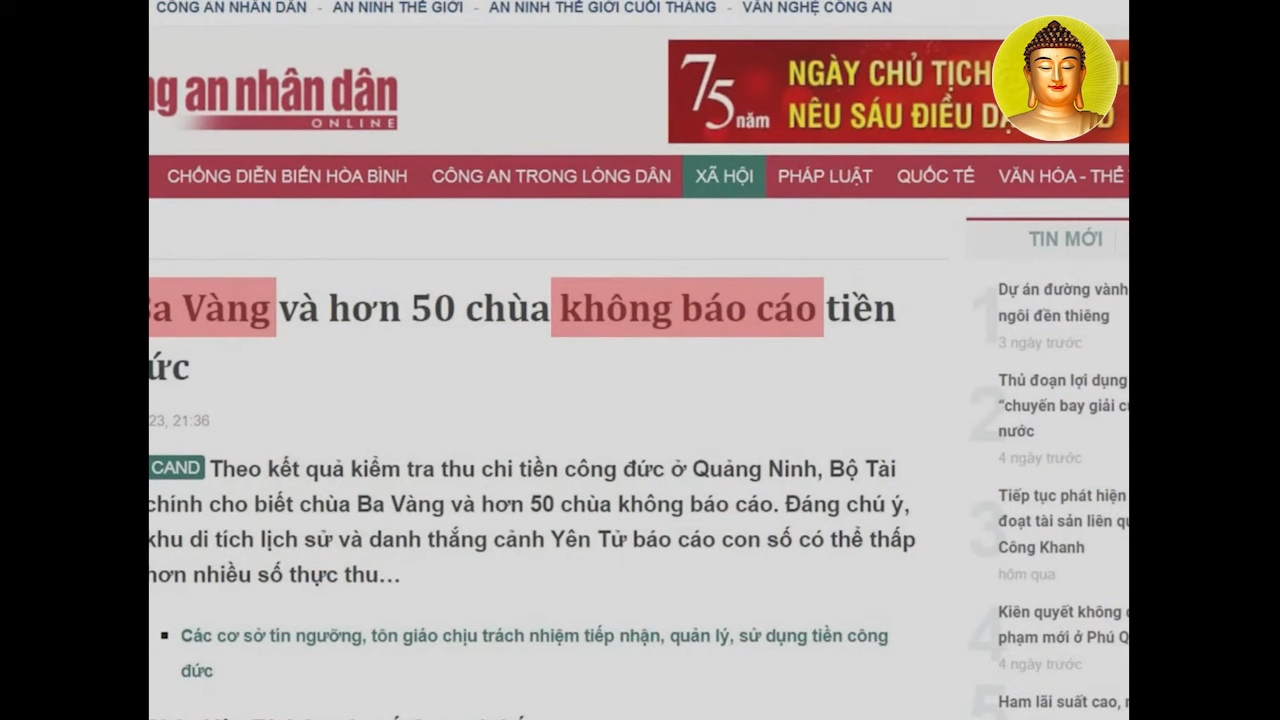 CÔNG AN NHÂN DÂN - AN NINH THẾ GIỚI - AN NINH THẾ GIỚI CUỐI THÁNG - VĂN NGHỆ CÔNG AN
an nhân dân
ONLINE
75 năm
NGÀY CHỦ TỊCH
NÊU SÁU ĐIỀU
CHỐNG DIỄN BIẾN HÒA BÌNH CÔNG AN TRONG LÒNG DÂN XÃ HỘI PHÁP LUẬT QUỐC TẾ VĂN HÓA - THỂ
TIN MỚI
Ba Vàng và hơn 50 chùa không báo cáo tiền
ức
23, 21:36
CAND Theo kết quả kiểm tra thu chi tiền công đức ở Quảng Ninh, Bộ Tài
chính cho biết chùa Ba Vàng và hơn 50 chùa không báo cáo. Đáng chú ý,
khu di tích lịch sử và danh thắng cảnh Yên Tử báo cáo con số có thể thấp
hơn nhiều số thực thu...
Các cơ sở tín ngưỡng, tôn giáo chịu trách nhiệm tiếp nhận, quản lý, sử dụng tiền công
đức
1
Dự án đường vành
ngôi đền thiêng
3 ngày trước
2
Thủ đoạn lợi dụng
“chuyến bay giải
nước
4 ngày trước
3
Tiếp tục phát hiện
đoạt tài sản liên
Công Khanh
hôm qua
4
Kiên quyết không
phạm mới ở Phú
4 ngày trước
5
Ham lãi suất cao,